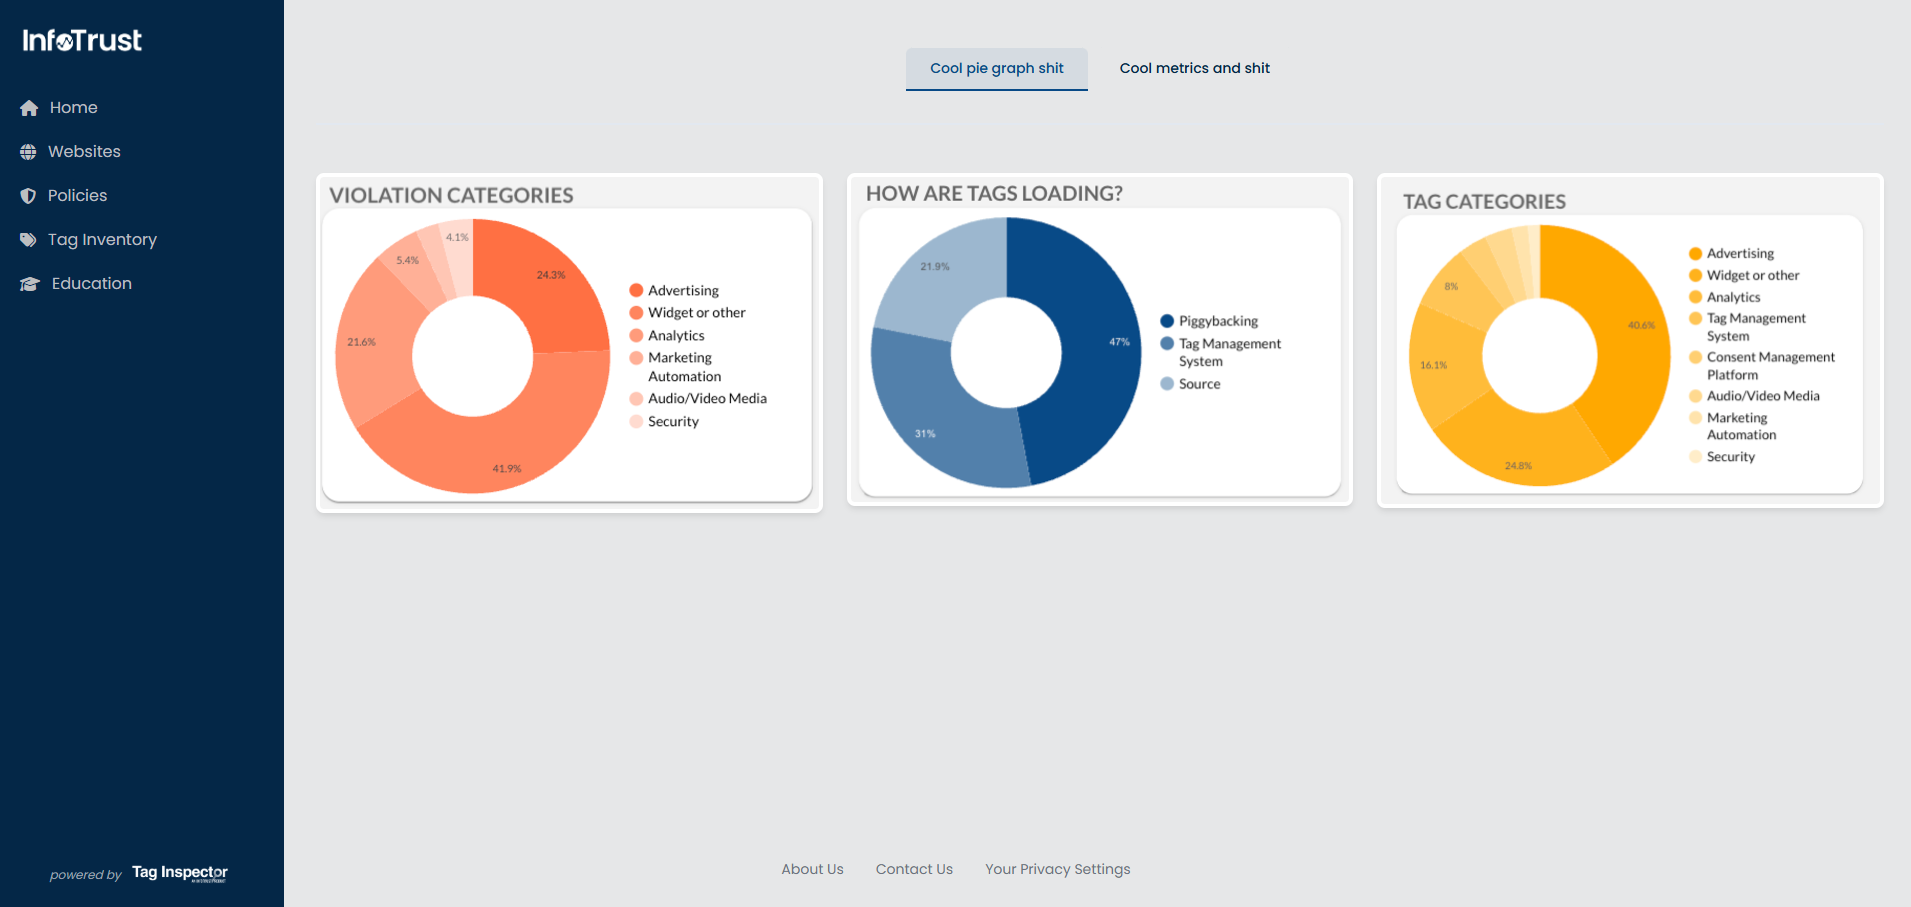 InfoTrust
Home
Websites
Policies
Tag Inventory
Education
powered by Tag Inspector
Cool pie graph shit
Cool metrics and shit
VIOLATION CATEGORIES
4.1%
5.4%
24.3%
21.6%
41.9%
Advertising
Widget or other
Analytics
Marketing
Automation
Audio/Video Media
Security
HOW ARE TAGS LOADING?
21.9%
47%
31%
Piggybacking
Tag Management
System
Source
TAG CATEGORIES
8%
40.6%
16.1%
24.8%
Advertising
Widget or other
Analytics
Tag Management
System
Consent Management
Platform
Audio/Video Media
Marketing
Automation
Security
About Us
Contact Us
Your Privacy Settings